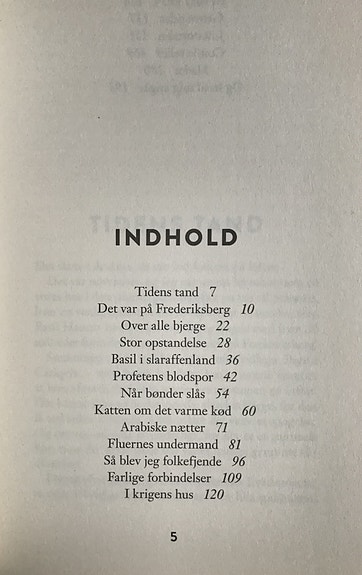 INDHOLD
Tidens tand 7
Det var på Frederiksberg 10
Over alle bjerge 22
Stor opstandelse 28
Basil i slaraffenland 36
Profetens blodspor 42
Når bønder slås 54
Katten om det varme kød 60
Arabiske nætter 71
Fluernes undermand 81
Så blev jeg folkefjende 96
Farlige forbindelser 109
I krigens hus 120
5